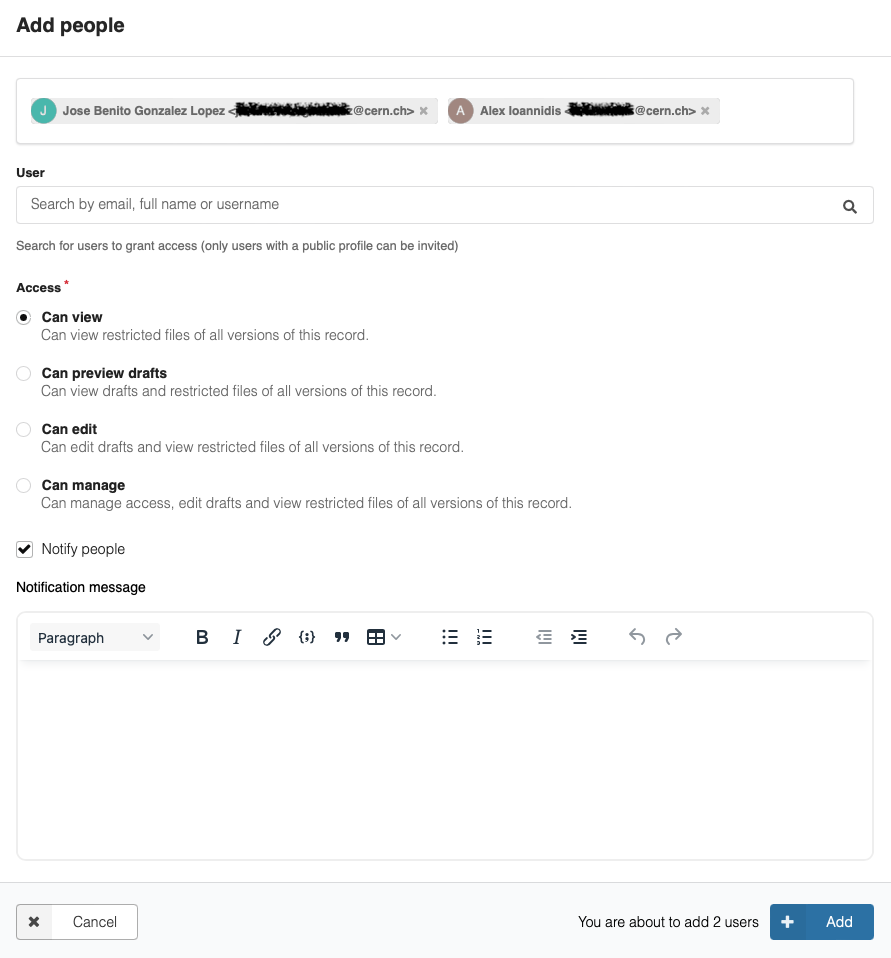 Add people
J Jose Benito Gonzalez Lopez < @cern.ch> A Alex Ioannidis < @cern.ch>
User
Search by email, full name or username
Search for users to grant access (only users with a public profile can be invited)
Access *
Can view
Can view restricted files of all versions of this record.
Can preview drafts
Can view drafts and restricted files of all versions of this record.
Can edit
Can edit drafts and view restricted files of all versions of this record.
Can manage
Can manage access, edit drafts and view restricted files of all versions of this record.
Notify people
Notification message
Paragraph B I
Cancel You are about to add 2 users Add